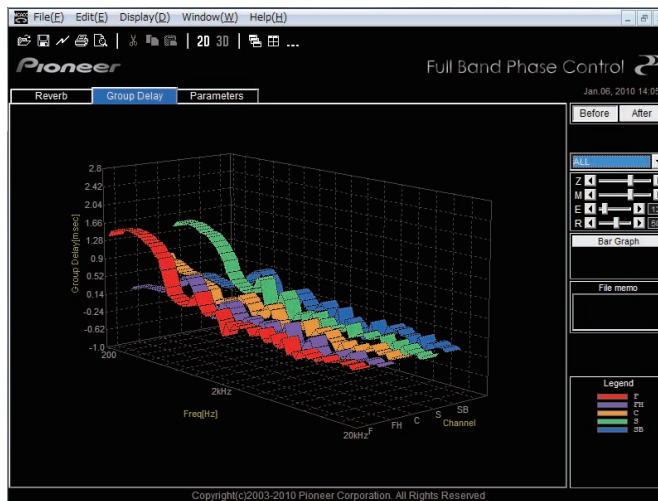 MCACC
File(F) Edit(E) Display(D) Window(W) Help(H)
2D 3D ...
Pioneer
Full Band Phase Control
Reverb Group Delay Parameters
Jan.06, 2010 14:05
Before After
ALL
Z
M
E
R
Bar Graph
File memo
2.8
2.42
2.04
1.66
1.28
0.9
0.52
0.14
-0.24
-0.62
-1.0
Group Delay[msec]
200
2kHz
20kHz
Freq[Hz]
F
FH
C
S
SB
Channel
Legend
F
FH
C
S
SB
Copyright(c)2003-2010 Pioneer Corporation. All Rights Reserved